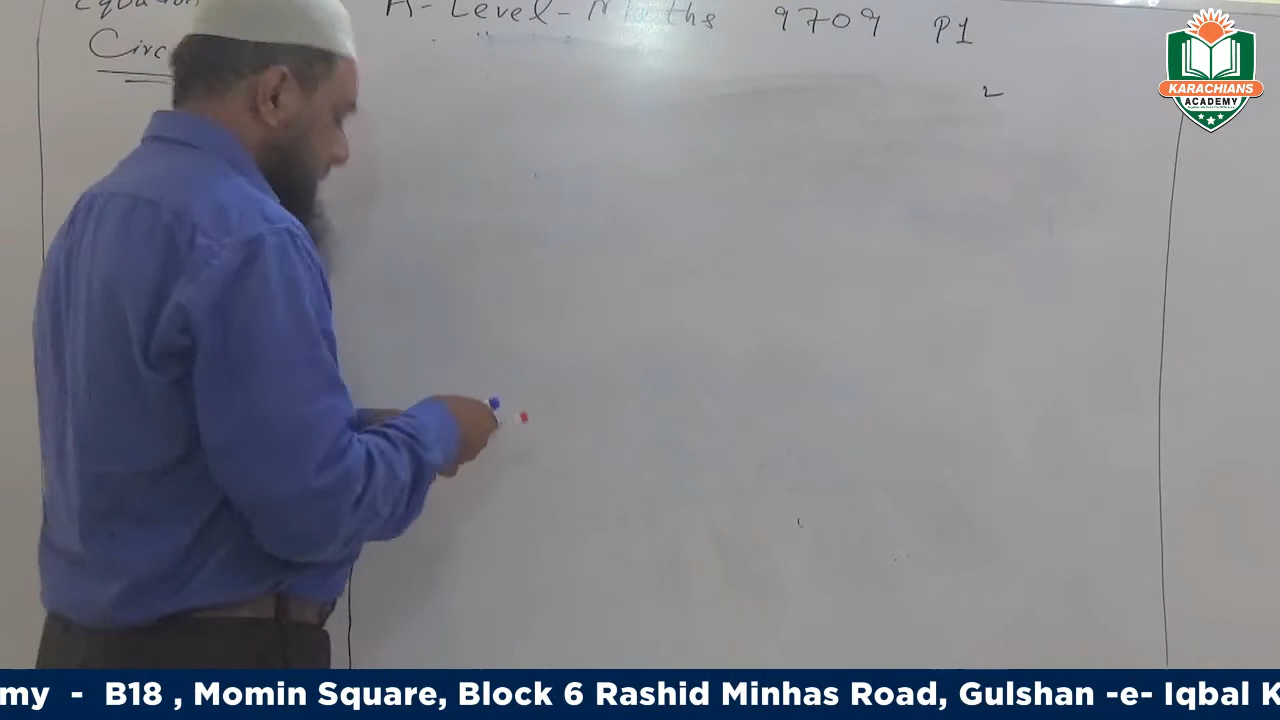 Equation
A-Level-Maths 9709 P1
Circ
2
KARACHIANS
ACADEMY
my - B18 , Momin Square, Block 6 Rashid Minhas Road, Gulshan -e- Iqbal K